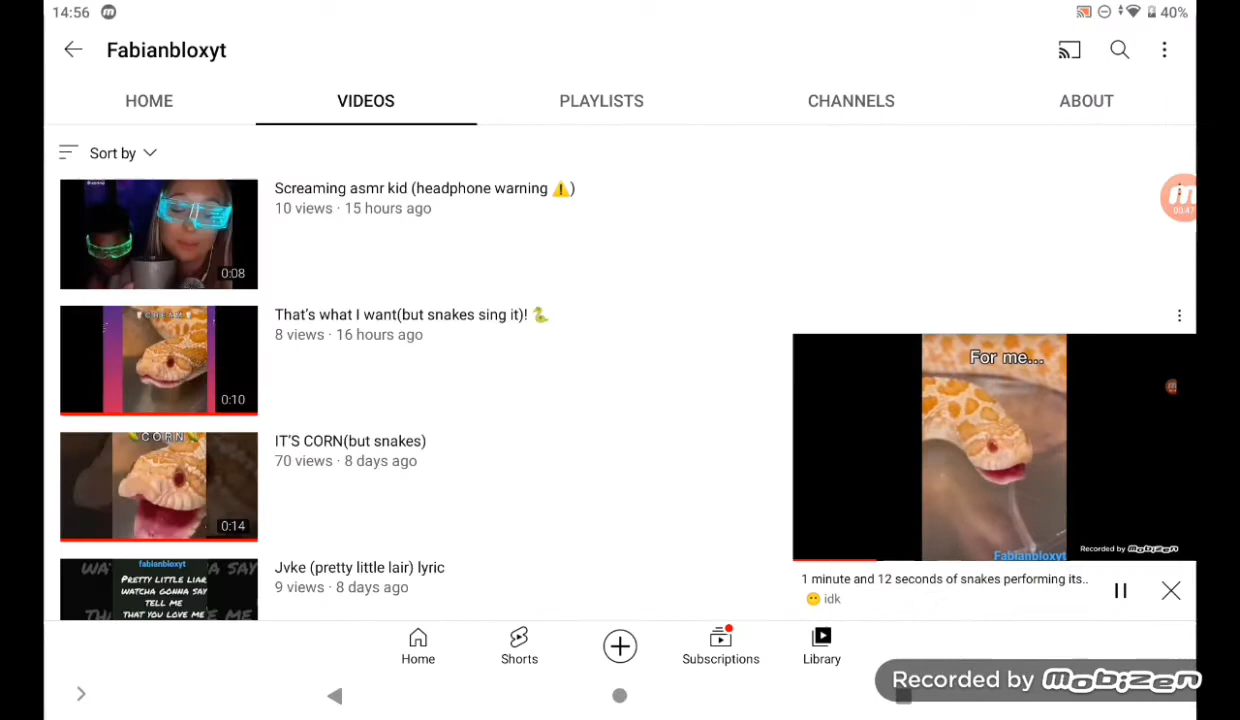 14:56
40%
Fabianbloxyt
HOME VIDEOS PLAYLISTS CHANNELS ABOUT
Sort by
Screaming asmr kid (headphone warning ⚠️)
10 views · 15 hours ago
0:08
00:47
That's what I want(but snakes sing it)! 🐍
8 views · 16 hours ago
0:10
IT'S CORN(but snakes)
70 views · 8 days ago
CORN
0:14
Jvke (pretty little lair) lyric
9 views · 8 days ago
fabianbloxyt
PRETTY LITTLE LIAR
WATCHA GONNA SAY
TELL ME
THAT YOU LOVE ME
For me...
Fabianbloxyt
Recorded by mobizen
1 minute and 12 seconds of snakes performing its..
😶 idk
Home Shorts Subscriptions Library
Recorded by mobizen